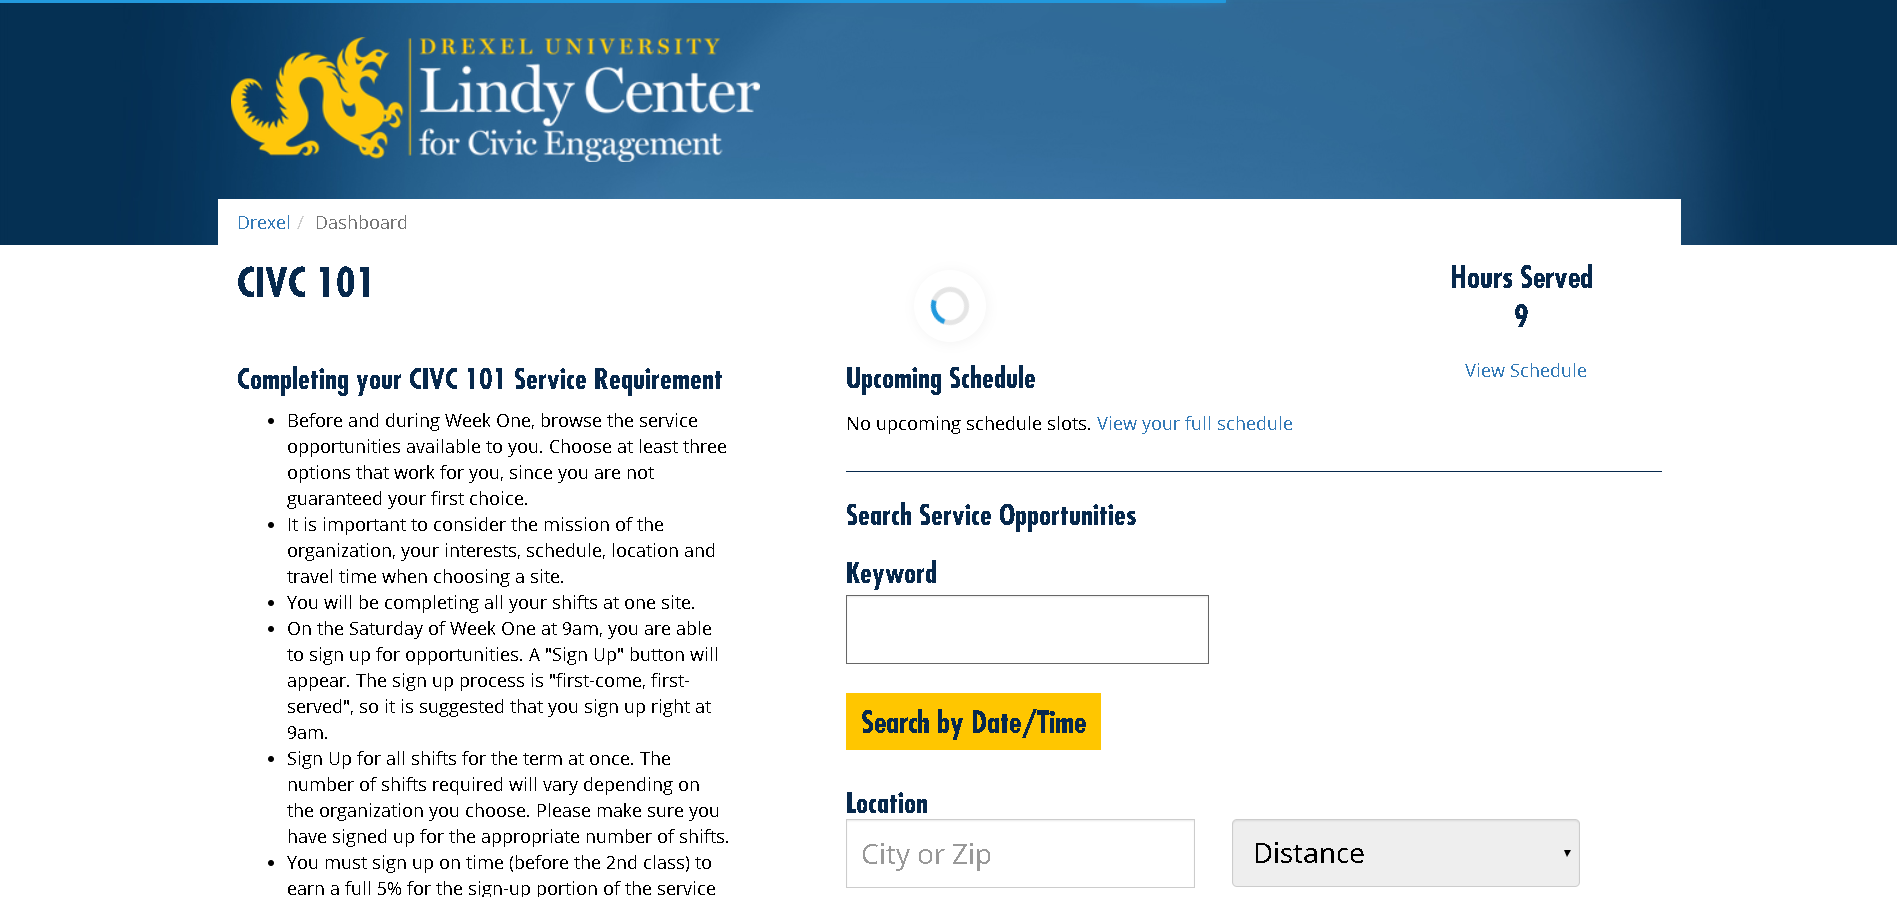 DREXEL UNIVERSITY
Lindy Center
for Civic Engagement
Drexel / Dashboard
CIVC 101
Hours Served
9
View Schedule
Completing your CIVC 101 Service Requirement
Before and during Week One, browse the service
opportunities available to you. Choose at least three
options that work for you, since you are not
guaranteed your first choice.
It is important to consider the mission of the
organization, your interests, schedule, location and
travel time when choosing a site.
You will be completing all your shifts at one site.
On the Saturday of Week One at 9am, you are able
to sign up for opportunities. A "Sign Up" button will
appear. The sign up process is "first-come, first-
served", so it is suggested that you sign up right at
9am.
Sign Up for all shifts for the term at once. The
number of shifts required will vary depending on
the organization you choose. Please make sure you
have signed up for the appropriate number of shifts.
You must sign up on time (before the 2nd class) to
earn a full 5% for the sign-up portion of the service
Upcoming Schedule
No upcoming schedule slots. View your full schedule
Search Service Opportunities
Keyword
Search by Date/Time
Location
City or Zip
Distance